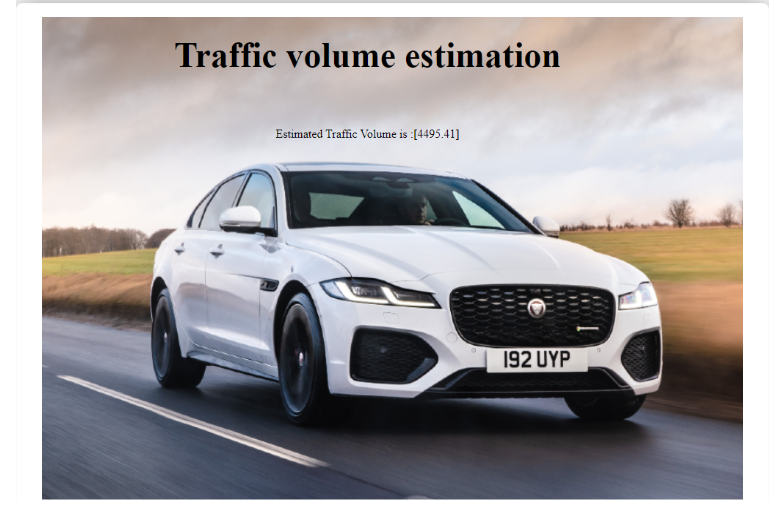 Traffic volume estimation
Estimated Traffic Volume is :[4495.41]
192 UYP